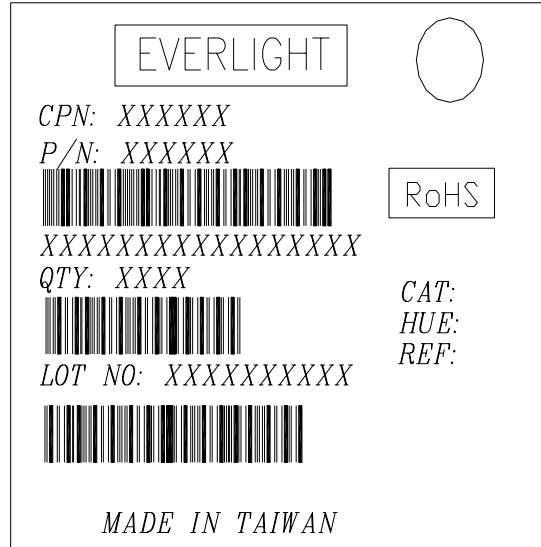 EVERLIGHT
CPN: XXXXXX
P/N: XXXXXX
RoHS
XXXXXXXXXXXXXXXXX
QTY: XXXX
CAT:
HUE:
REF:
LOT NO: XXXXXXXXXX
MADE IN TAIWAN